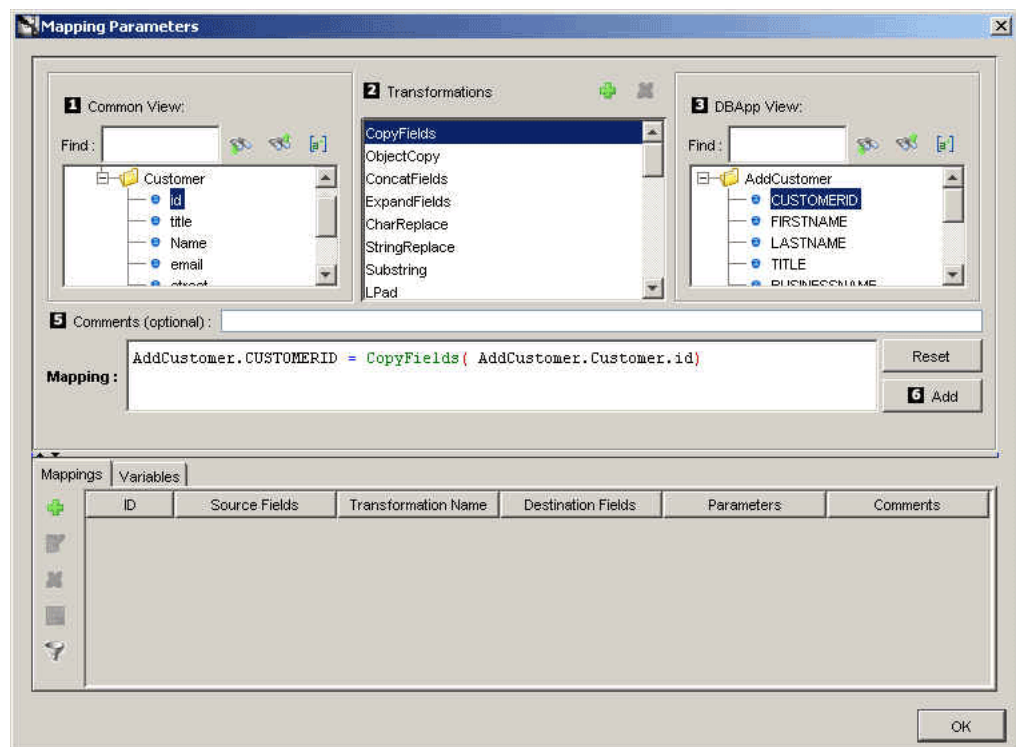 Mapping Parameters
1 Common View:
Find :
Customer
id
title
Name
email
street
2 Transformations
CopyFields
ObjectCopy
ConcatFields
ExpandFields
CharReplace
StringReplace
Substring
LPad
3 DBApp View:
Find :
AddCustomer
CUSTOMERID
FIRSTNAME
LASTNAME
TITLE
BUSINESSNAME
5 Comments (optional) :
Mapping :
AddCustomer.CUSTOMERID = CopyFields( AddCustomer.Customer.id)
Reset
6 Add
Mappings Variables
ID Source Fields Transformation Name Destination Fields Parameters Comments
OK